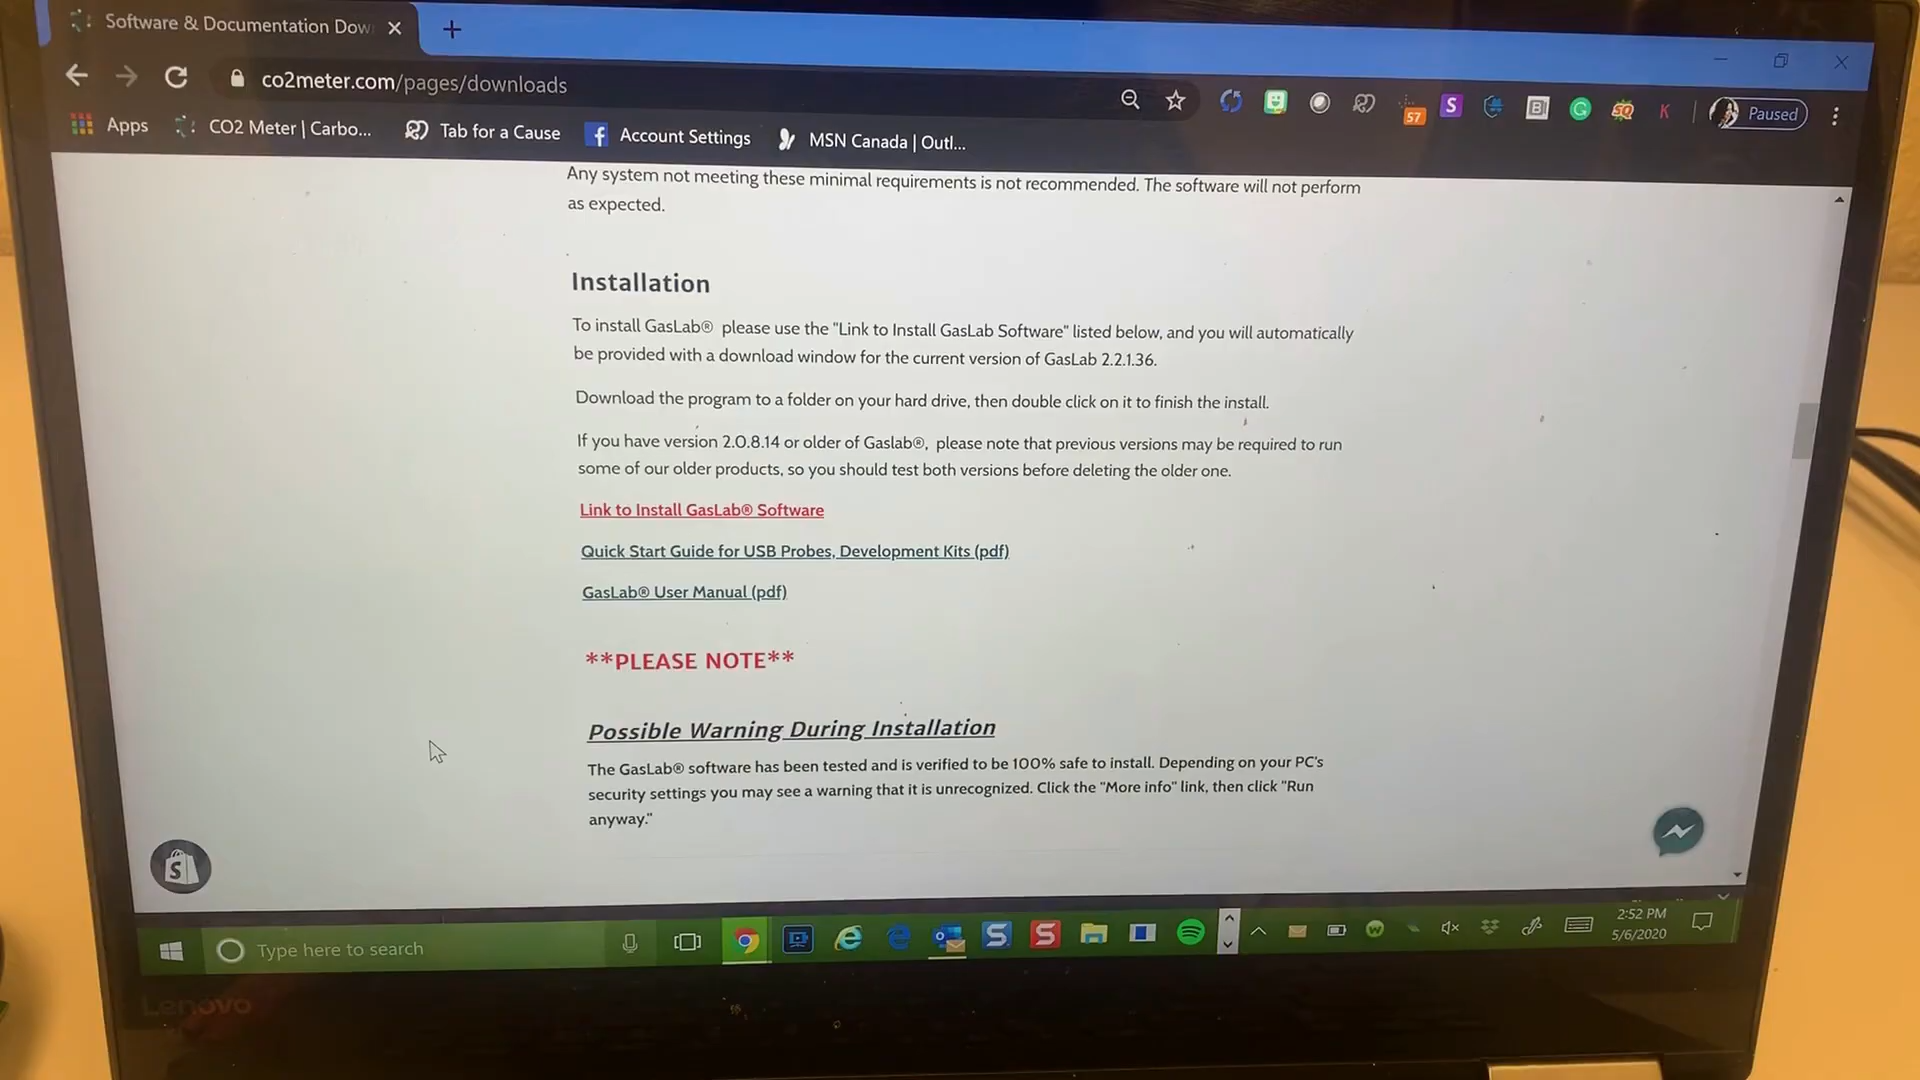 Software & Documentation Dow
co2meter.com/pages/downloads
57
S
B
G
SQ
K
Paused
Apps
CO2 Meter | Carbo...
Tab for a Cause
Account Settings
MSN Canada | Outl...
Any system not meeting these minimal requirements is not recommended. The software will not perform
as expected.
Installation
To install GasLab® please use the "Link to Install GasLab Software" listed below, and you will automatically
be provided with a download window for the current version of GasLab 2.2.1.36.
Download the program to a folder on your hard drive, then double click on it to finish the install.
If you have version 2.0.8.14 or older of Gaslab®, please note that previous versions may be required to run
some of our older products, so you should test both versions before deleting the older one.
Link to Install GasLab® Software
Quick Start Guide for USB Probes, Development Kits (pdf)
GasLab® User Manual (pdf)
**PLEASE NOTE**
Possible Warning During Installation
The GasLab® software has been tested and is verified to be 100% safe to install. Depending on your PC's
security settings you may see a warning that it is unrecognized. Click the "More info" link, then click "Run
anyway."
Type here to search
2:52 PM
5/6/2020
Lenovo